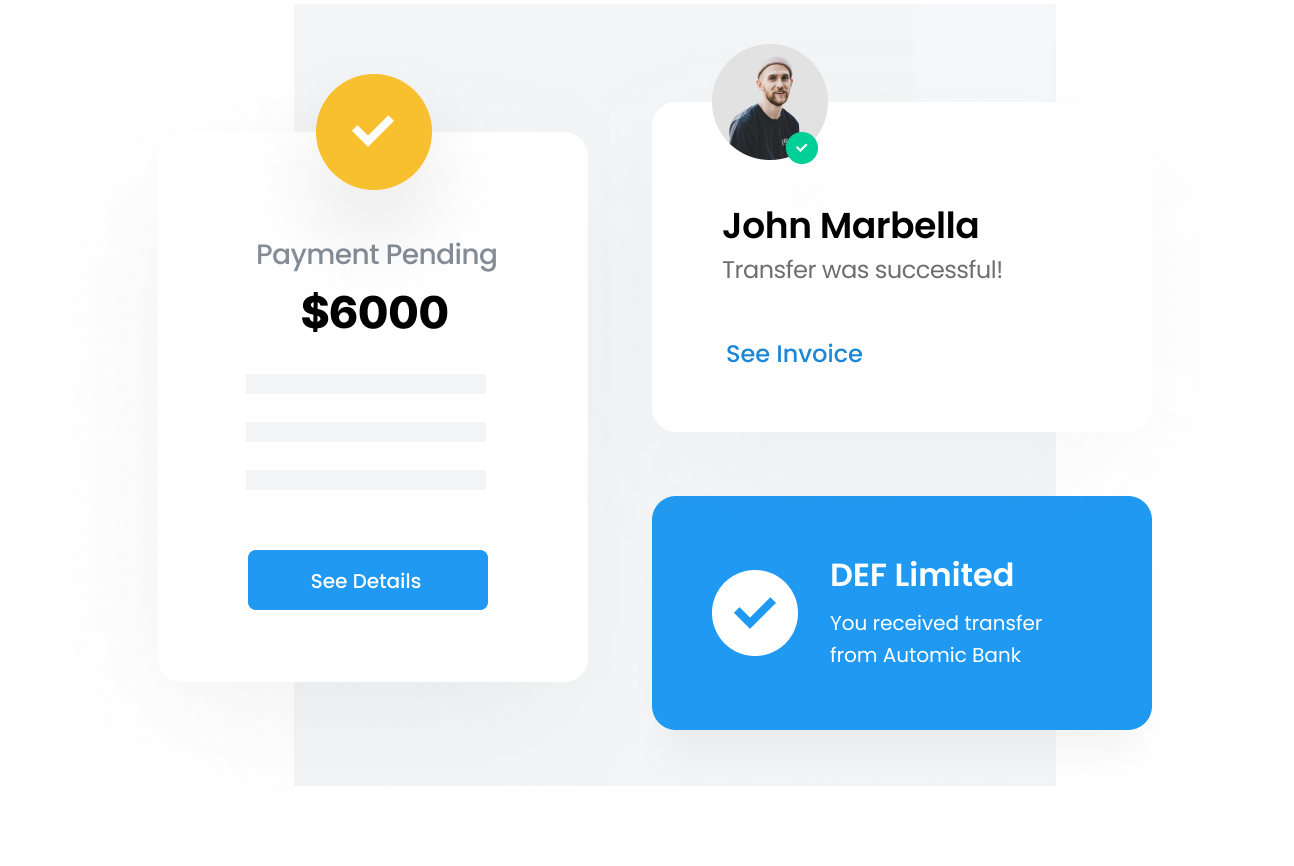 Payment Pending
$6000
See Details
John Marbella
Transfer was successful!
See Invoice
DEF Limited
You received transfer
from Automic Bank